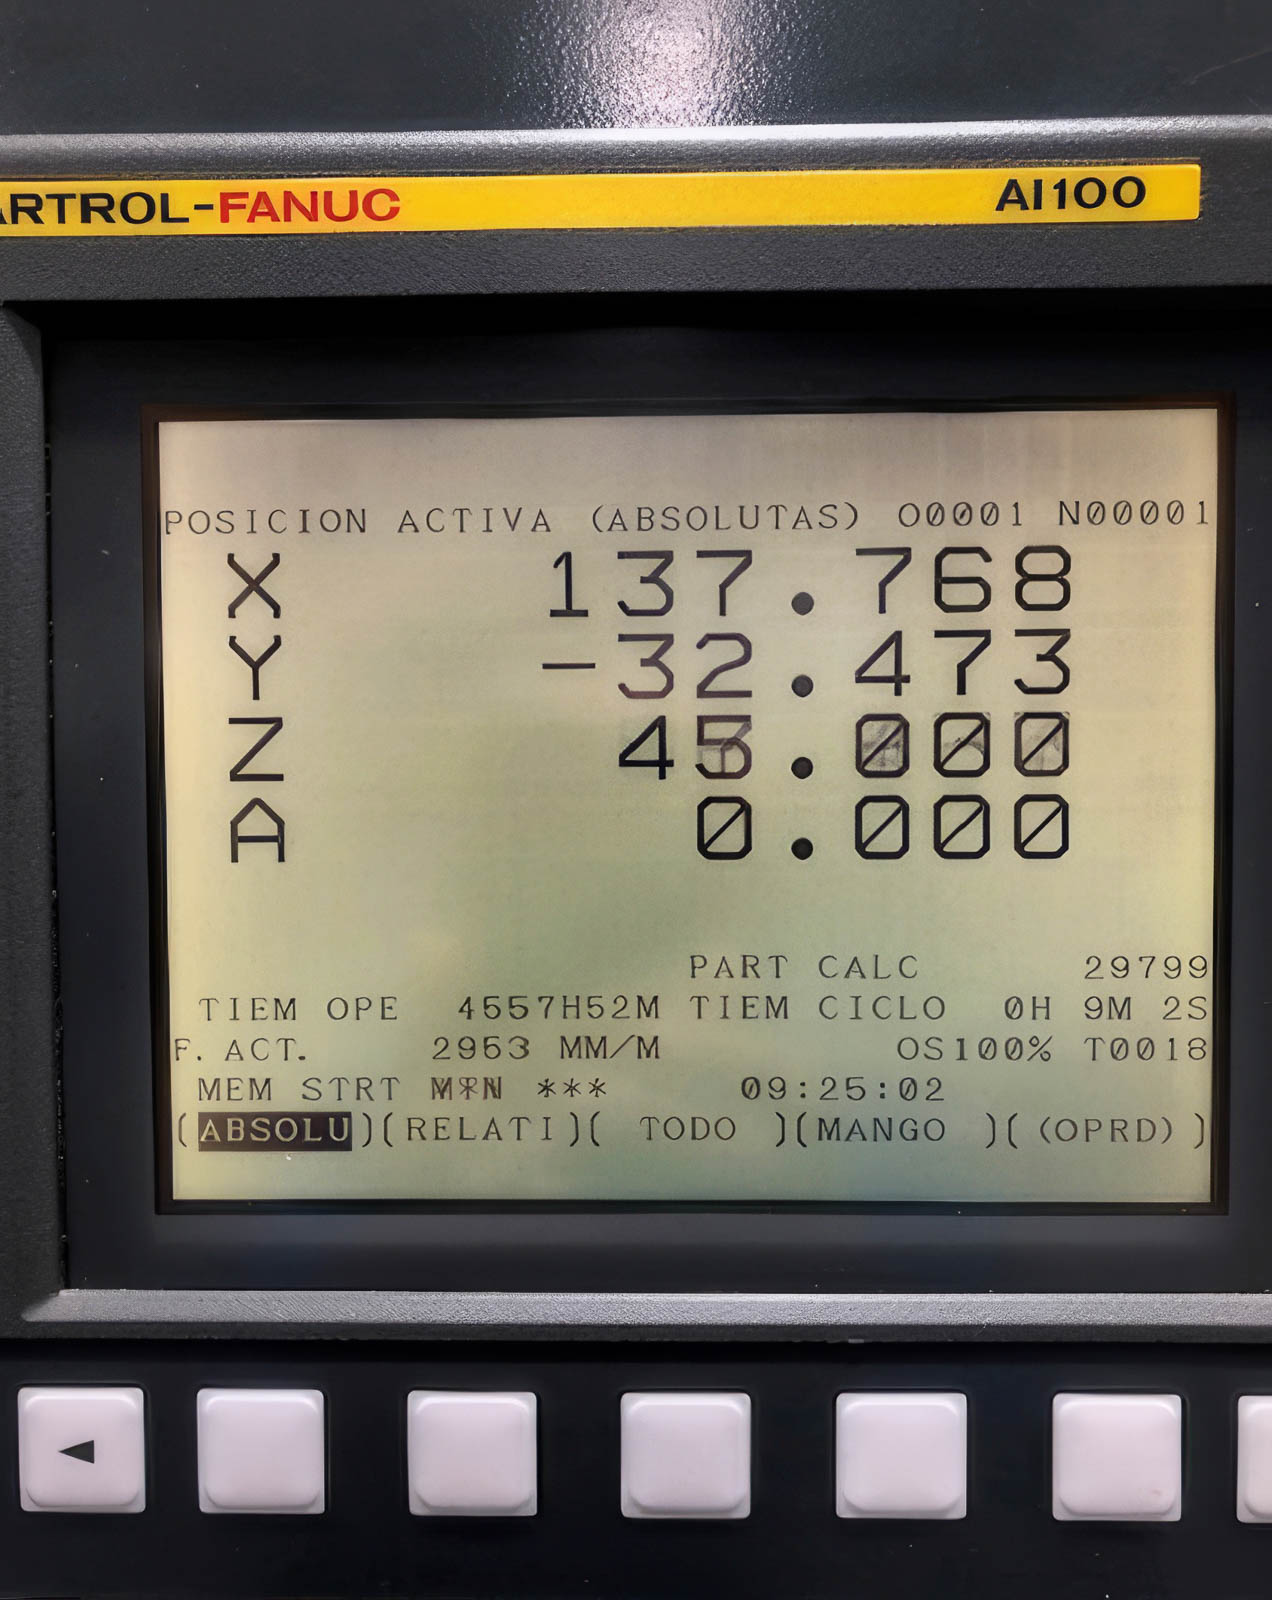 ARTROL-FANUC AI100
POSICION ACTIVA (ABSOLUTAS) O0001 N00001
X 137.768
Y -32.473
Z 45.000
A 0.000
PART CALC 29799
TIEM OPE 4557H52M TIEM CICLO 0H 9M 2S
F. ACT. 2953 MM/M OS100% T0018
MEM STRT *** 09:25:02
(ABSOLU)(RELATI)( TODO )(MANGO )( (OPRD) )